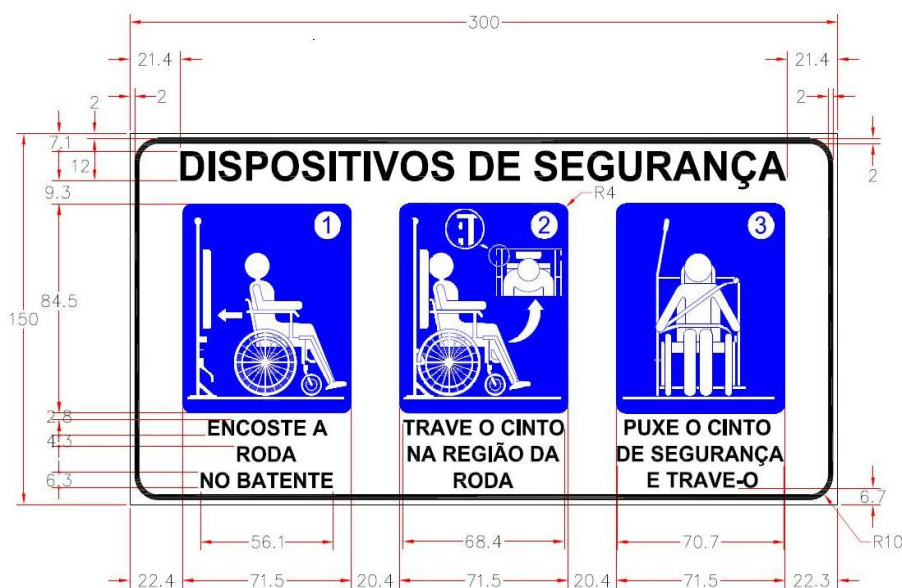 300
21.4
21.4
2
2
2
7.1
12
9.3
2
DISPOSITIVOS DE SEGURANÇA
R4
1
2
3
84.5
150
2.8
4.3
6.3
ENCOSTE A
RODA
NO BATENTE
TRAVE O CINTO
NA REGIÃO DA
RODA
PUXE O CINTO
DE SEGURANÇA
E TRAVE-O
6.7
R10
56.1
68.4
70.7
22.4
71.5
20.4
71.5
20.4
71.5
22.3